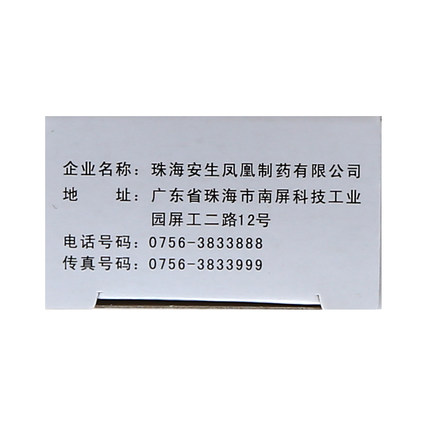 企业名称：珠海安生凤凰制药有限公司
地　　址：广东省珠海市南屏科技工业
园屏工二路12号
电话号码：0756-3833888
传真号码：0756-3833999